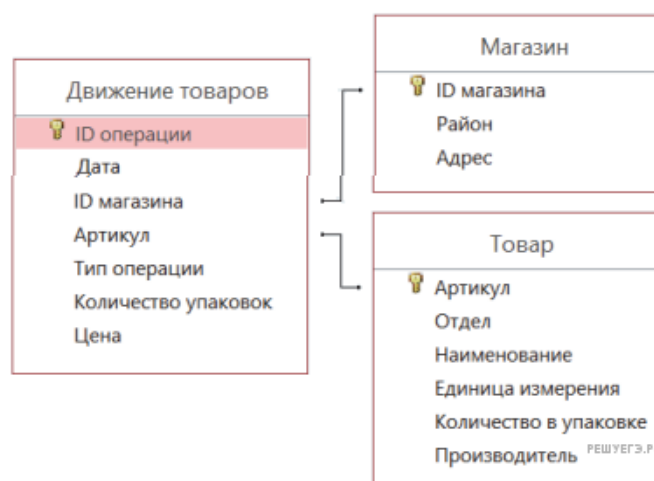 Движение товаров
ID операции
Дата
ID магазина
Артикул
Тип операции
Количество упаковок
Цена
Магазин
ID магазина
Район
Адрес
Товар
Артикул
Отдел
Наименование
Единица измерения
Количество в упаковке
Производитель
РЕШУЕГЭ.Р